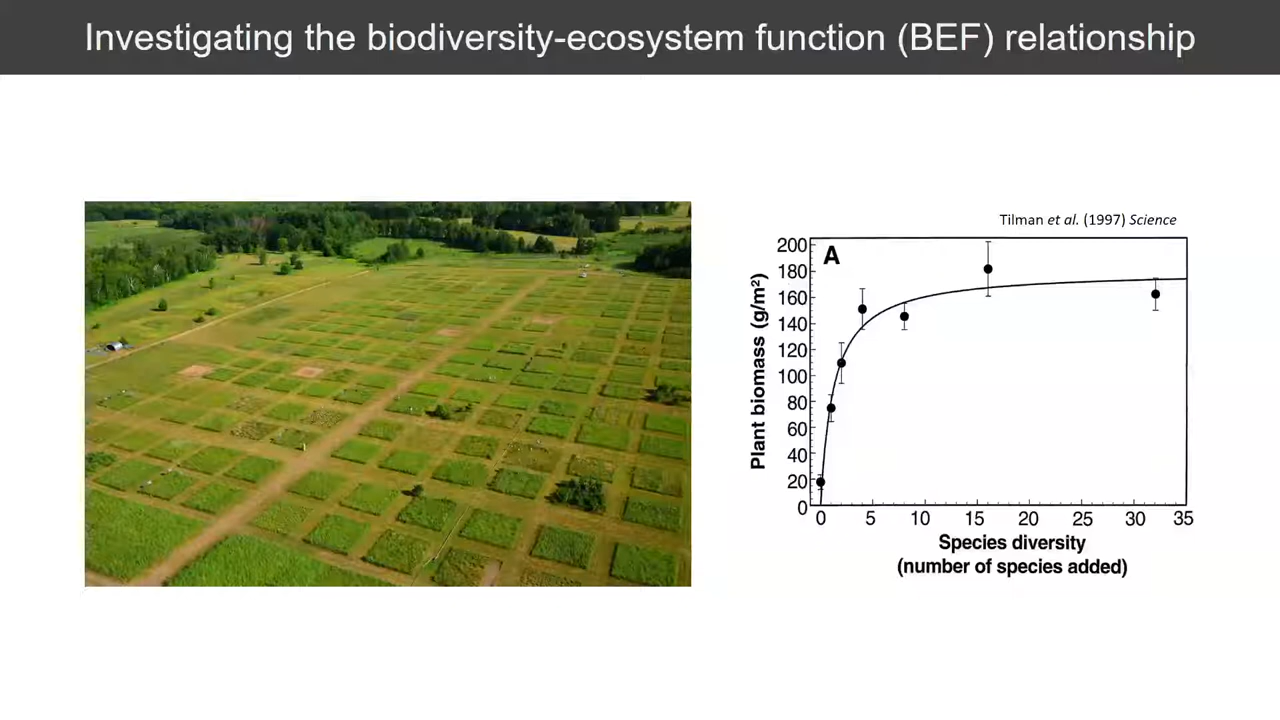 Investigating the biodiversity-ecosystem function (BEF) relationship
Tilman et al. (1997) Science
A
Plant biomass (g/m²)
200
180
160
140
120
100
80
60
40
20
0
0 5 10 15 20 25 30 35
Species diversity
(number of species added)